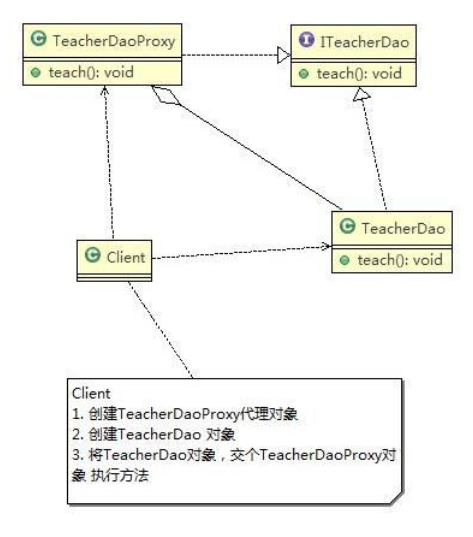 C TeacherDaoProxy
teach(): void
I ITeacherDao
teach(): void
C TeacherDao
teach(): void
C Client
Client
1. 创建TeacherDaoProxy代理对象
2. 创建TeacherDao 对象
3. 将TeacherDao对象，交个TeacherDaoProxy对
象 执行方法